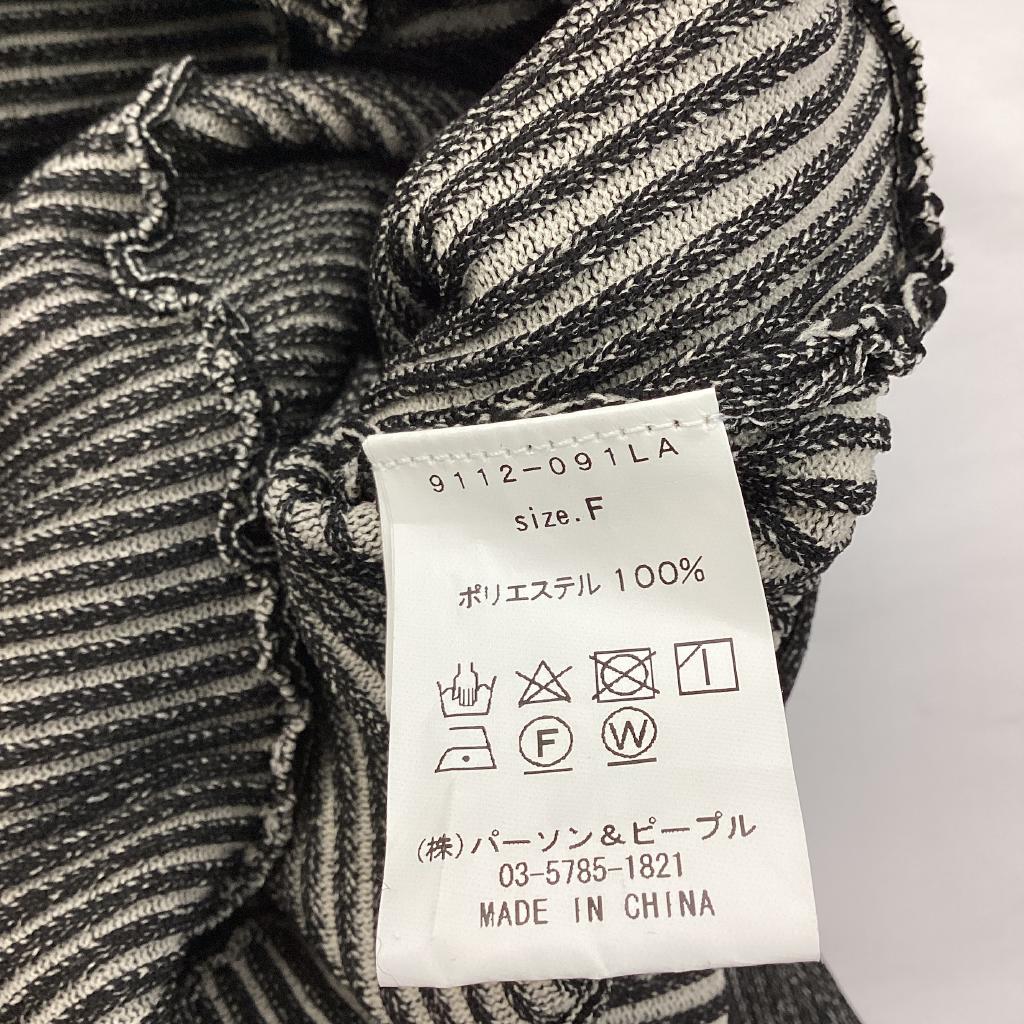 9112-091LA
size.F
ポリエステル 100%
F W
(株)パーソン&ピープル
03-5785-1821
MADE IN CHINA